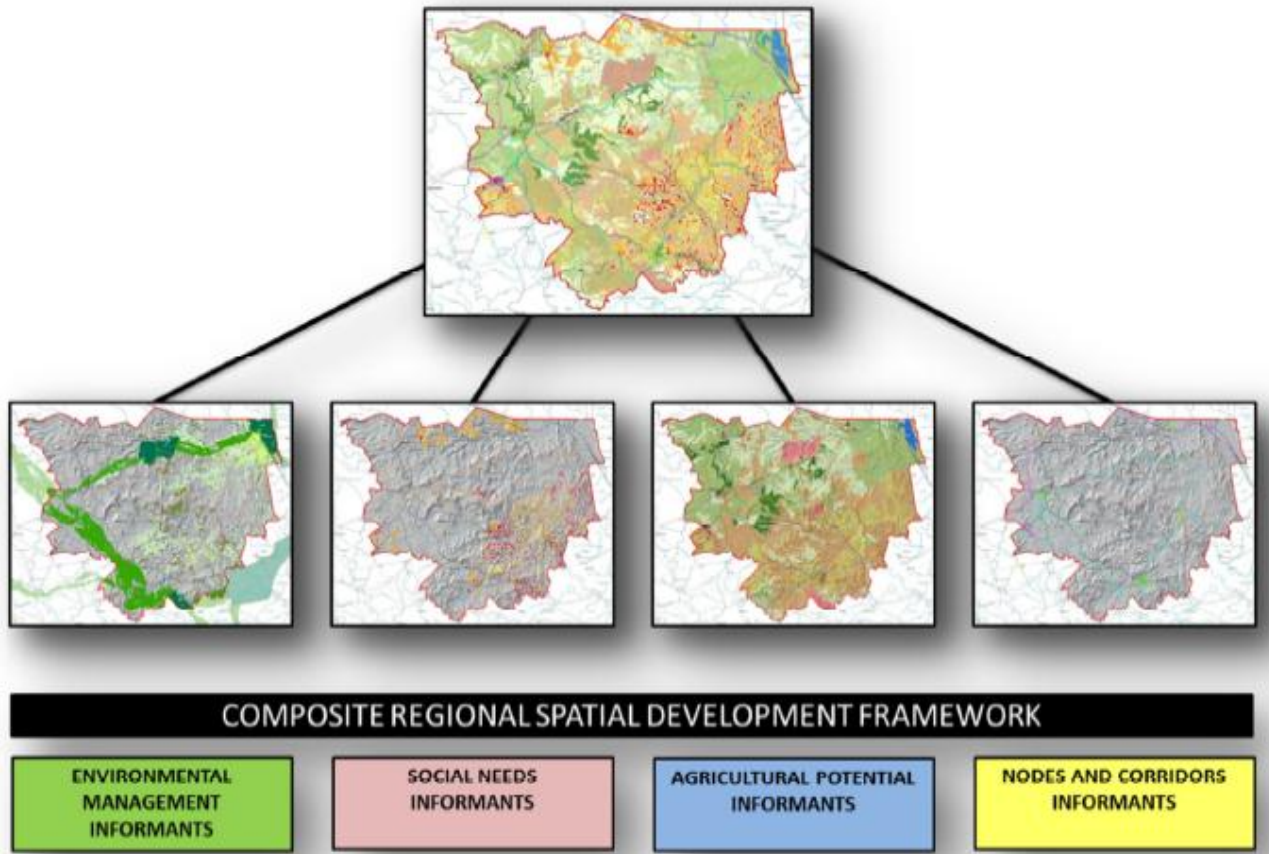 COMPOSITE REGIONAL SPATIAL DEVELOPMENT FRAMEWORK
ENVIRONMENTAL
MANAGEMENT
INFORMANTS
SOCIAL NEEDS
INFORMANTS
AGRICULTURAL POTENTIAL
INFORMANTS
NODES AND CORRIDORS
INFORMANTS